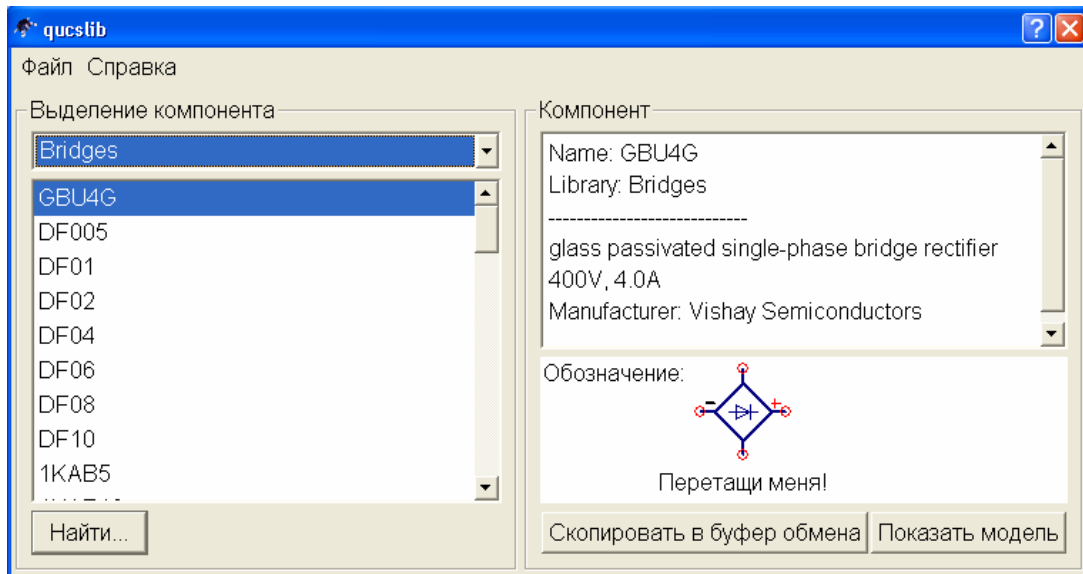 qucslib
Файл Справка
Выделение компонента
Bridges
GBU4G
DF005
DF01
DF02
DF04
DF06
DF08
DF10
1KAB5
Найти...
Компонент
Name: GBU4G
Library: Bridges
----------------------------
glass passivated single-phase bridge rectifier
400V, 4.0A
Manufacturer: Vishay Semiconductors
Обозначение:
- +
Перетащи меня!
Скопировать в буфер обмена Показать модель